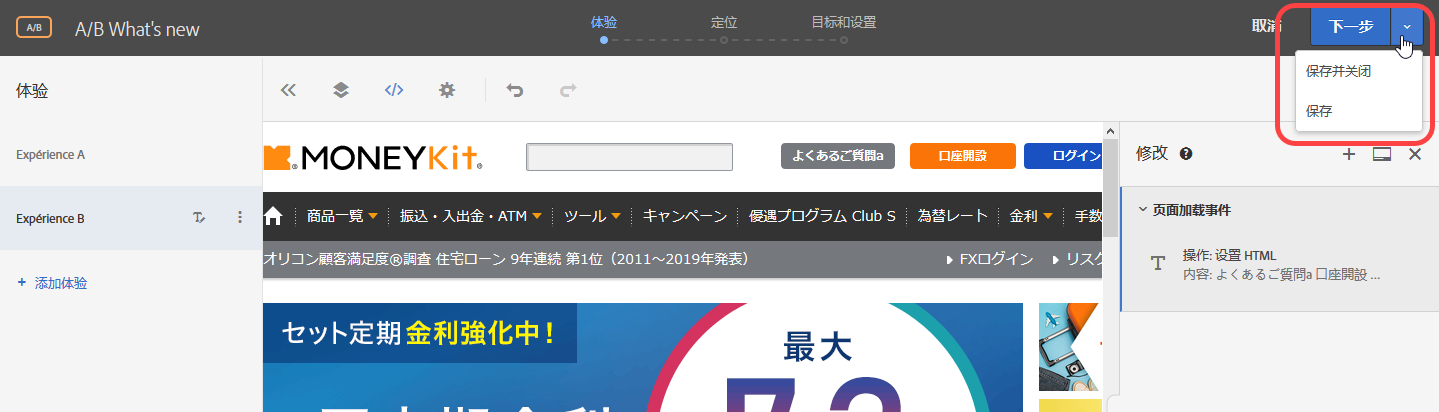 A/B
A/B What's new
体验
定位
目标和设置
取消
下一步
保存并关闭
保存
体验
Expérience A
Expérience B
+ 添加体验
MONEYKit
よくあるご質問a
口座開設
ログイン
商品一覧
振込・入出金・ATM
ツール
キャンペーン
優遇プログラム Club S
為替レート
金利
手数
オリコン顧客満足度®調査 住宅ローン 9年連続 第1位（2011～2019年発表）
FXログイン
リスク
セット定期 金利強化中！
最大
修改
页面加载事件
操作: 设置 HTML
内容: よくあるご質問a 口座開設 ...